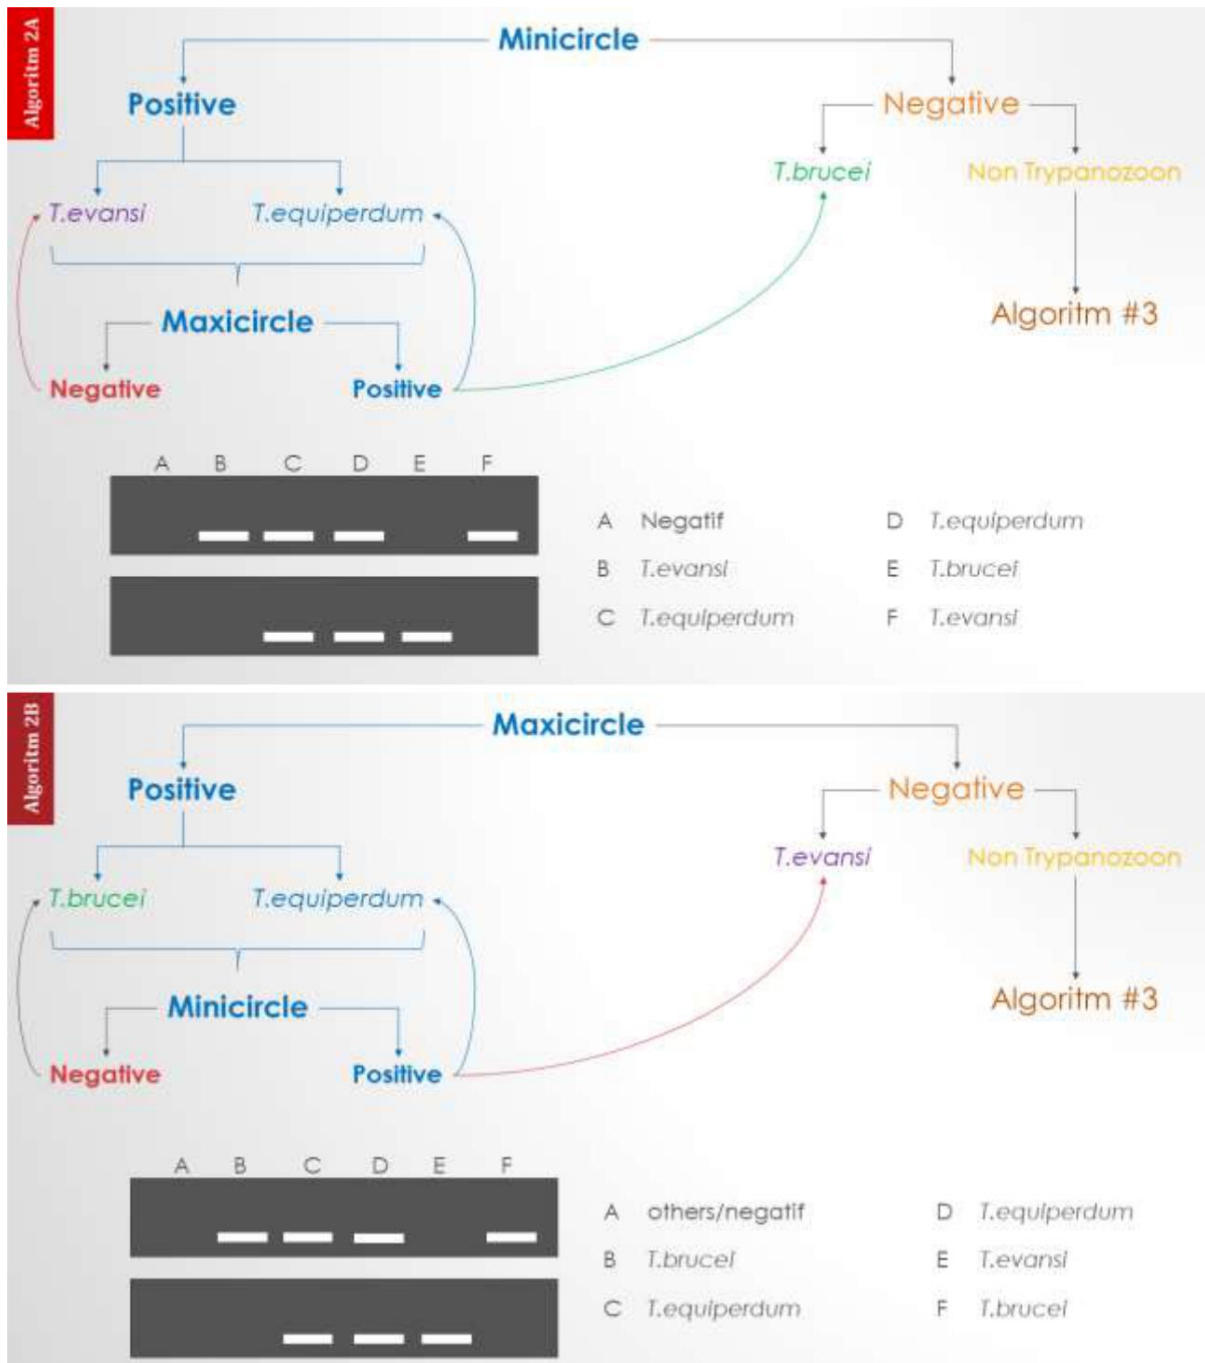 Algoritm 2A
Minicircle
Positive
Negative
T.brucei
Non Trypanozoon
T.evansi
T.equiperdum
Maxicircle
Algoritm #3
Negative
Positive
A B C D E F
A Negatif
D T.equiperdum
B T.evansi
E T.brucei
C T.equiperdum
F T.evansi
Algoritm 2B
Maxicircle
Positive
Negative
T.evansi
Non Trypanozoon
T.brucei
T.equiperdum
Minicircle
Algoritm #3
Negative
Positive
A B C D E F
A others/negatif
D T.equiperdum
B T.brucei
E T.evansi
C T.equiperdum
F T.brucei